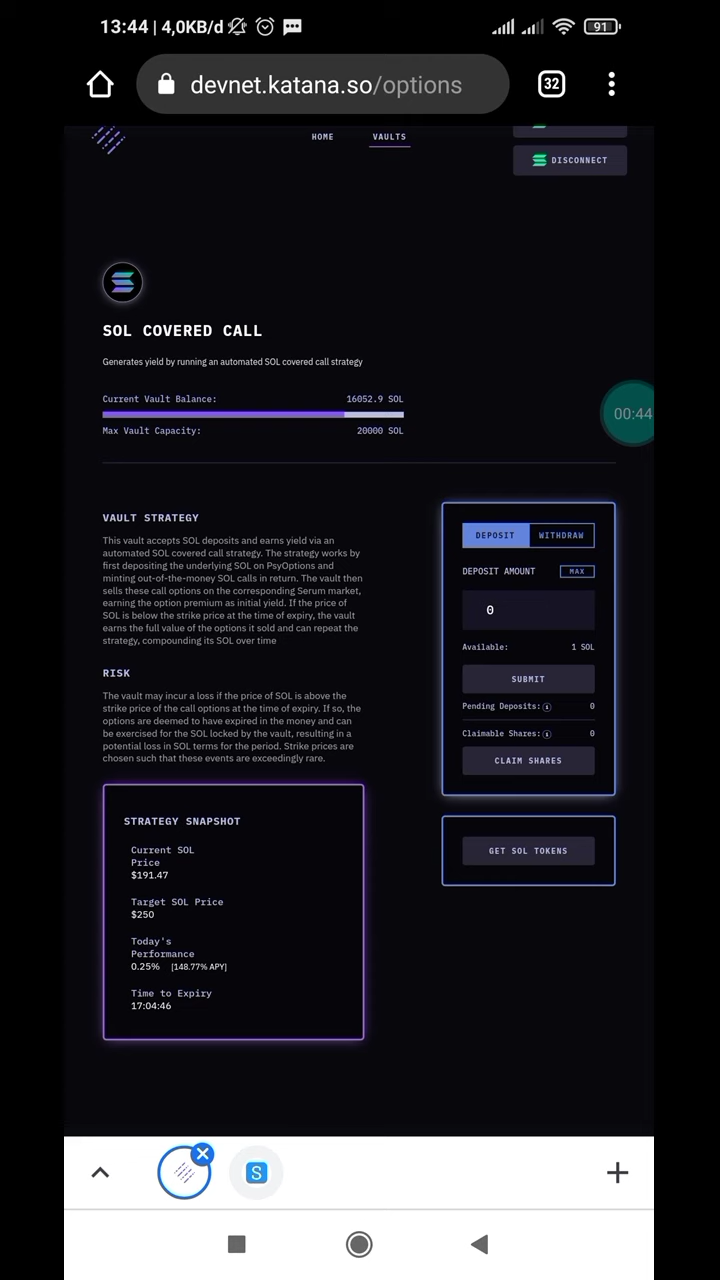 13:44 | 4,0KB/d
91
devnet.katana.so/options
32
HOME
VAULTS
DISCONNECT
SOL COVERED CALL
Generates yield by running an automated SOL covered call strategy
Current Vault Balance: 16052.9 SOL
Max Vault Capacity: 20000 SOL
00:44
VAULT STRATEGY
This vault accepts SOL deposits and earns yield via an
automated SOL covered call strategy. The strategy works by
first depositing the underlying SOL on PsyOptions and
minting out-of-the-money SOL calls in return. The vault then
sells these call options on the corresponding Serum market,
earning the option premium as initial yield. If the price of
SOL is below the strike price at the time of expiry, the vault
earns the full value of the options it sold and can repeat the
strategy, compounding its SOL over time
RISK
The vault may incur a loss if the price of SOL is above the
strike price of the call options at the time of expiry. If so, the
options are deemed to have expired in the money and can
be exercised for the SOL locked by the vault, resulting in a
potential loss in SOL terms for the period. Strike prices are
chosen such that these events are exceedingly rare.
STRATEGY SNAPSHOT
Current SOL
Price
$191.47
Target SOL Price
$250
Today's
Performance
0.25% [148.77% APY]
Time to Expiry
17:04:46
DEPOSIT
WITHDRAW
DEPOSIT AMOUNT
MAX
0
Available: 1 SOL
SUBMIT
Pending Deposits: 0
Claimable Shares: 0
CLAIM SHARES
GET SOL TOKENS
S